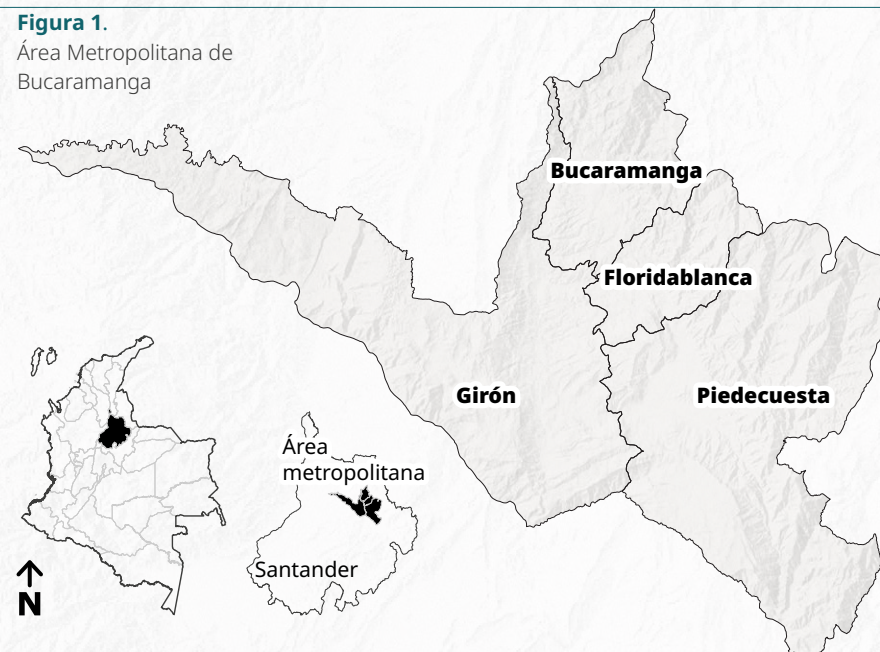 Figura 1.
Área Metropolitana de
Bucaramanga
Bucaramanga
Floridablanca
Girón
Piedecuesta
Área
metropolitana
Santander
N